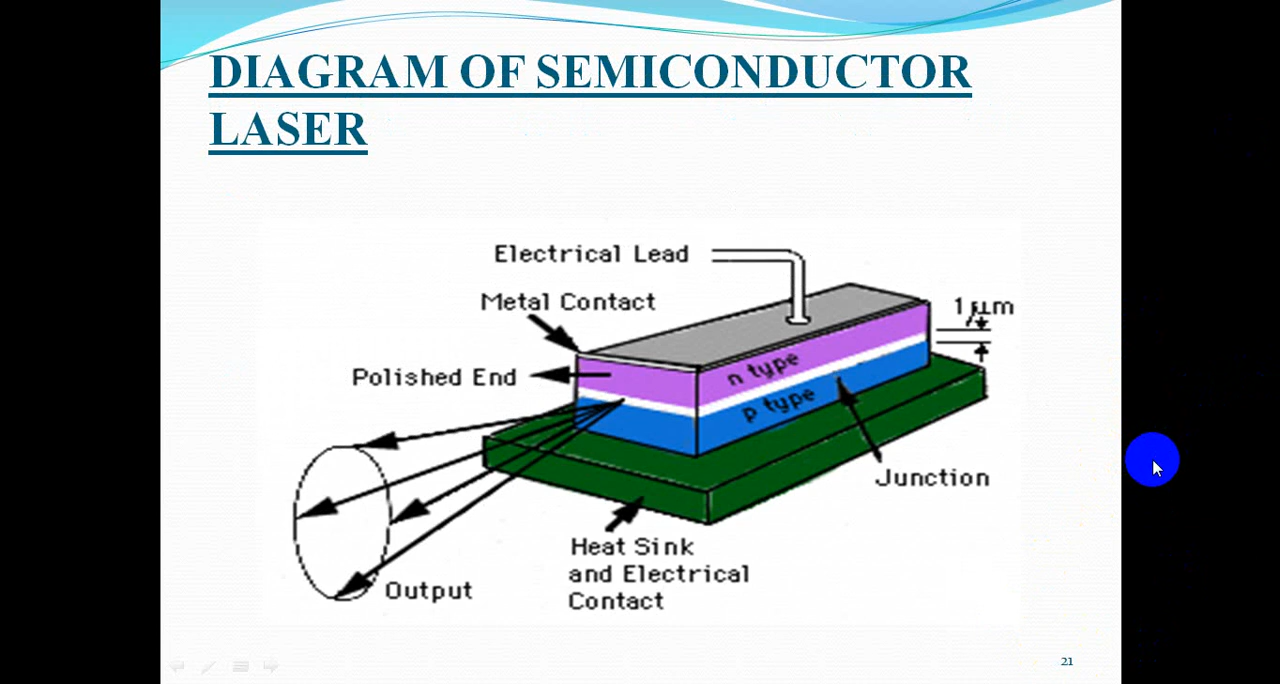 DIAGRAM OF SEMICONDUCTOR
LASER
Electrical Lead
Metal Contact
1 μm
Polished End
n type
p type
Junction
Heat Sink
and Electrical
Contact
Output
21